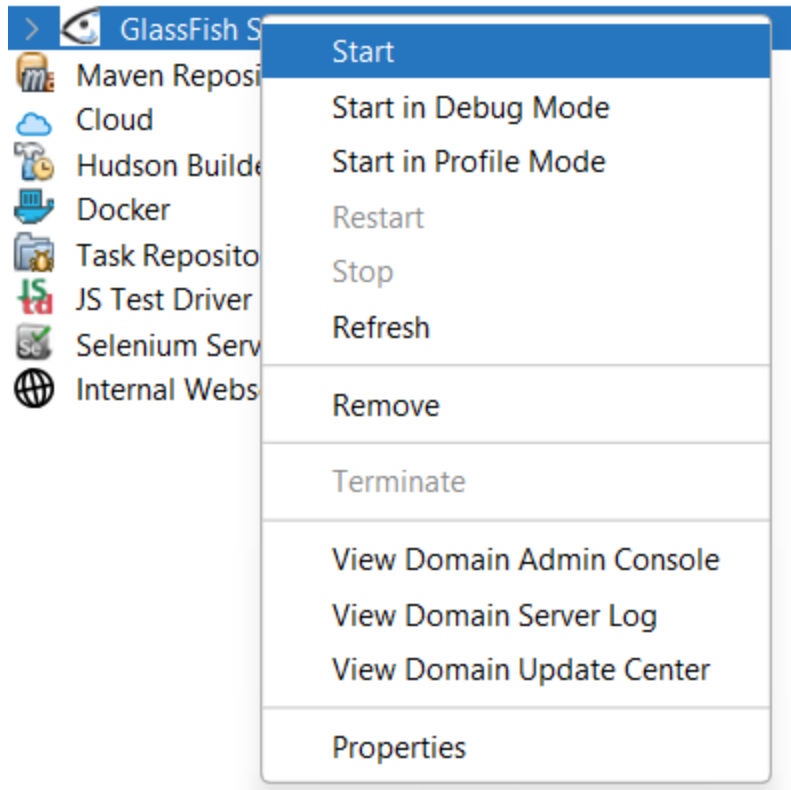 GlassFish S
Maven Reposi
Cloud
Hudson Builde
Docker
Task Reposito
JS Test Driver
Selenium Serv
Internal Webs
Start
Start in Debug Mode
Start in Profile Mode
Restart
Stop
Refresh
Remove
Terminate
View Domain Admin Console
View Domain Server Log
View Domain Update Center
Properties